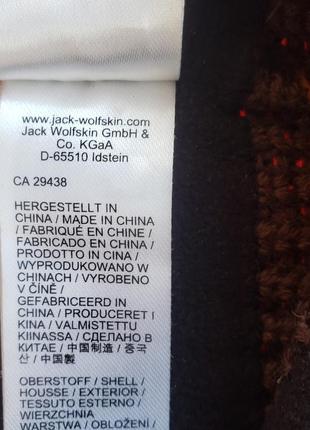 www.jack-wolfskin.com
Jack Wolfskin GmbH &
Co. KGaA
D-65510 Idstein
CA 29438
HERGESTELLT IN
CHINA / MADE IN CHINA
/ FABRIQUÉ EN CHINE /
FABRICADO EN CHINA /
PRODOTTO IN CINA /
WYPRODUKOWANO W
CHINACH / VYROBENO
V ČÍNĚ /
GEFABRICEERD IN
CHINA / PRODUCERET I
KINA / VALMISTETTU
KIINASSA / СДЕЛАНО В
КИТАЕ / 中国制造 / 중국
산 / 中国製
OBERSTOFF / SHELL /
HOUSSE / EXTERIOR /
TESSUTO ESTERNO /
WIERZCHNIA
WARSTWA / OBLOŽENÍ /